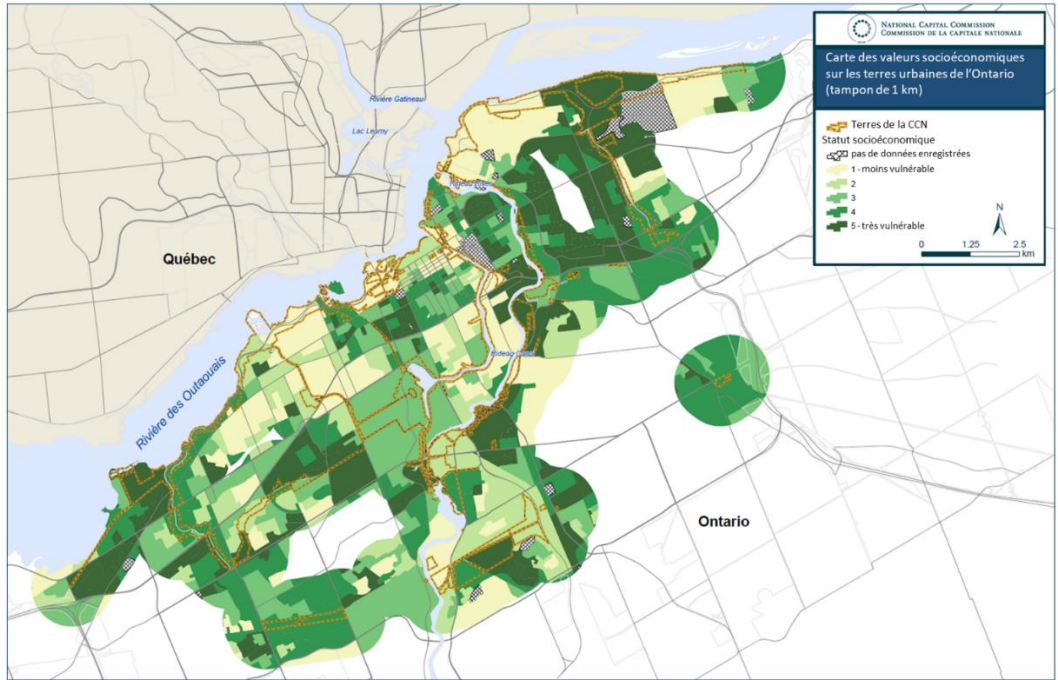 NATIONAL CAPITAL COMMISSION
COMMISSION DE LA CAPITALE NATIONALE
Carte des valeurs socioéconomiques
sur les terres urbaines de l'Ontario
(tampon de 1 km)
Terres de la CCN
Statut socioéconomique
pas de données enregistrées
1 - moins vulnérable
2
3
4
5 - très vulnérable
N
0 1.25 2.5
km
Rivière Gatineau
Lac Leamy
Rideau River
Québec
Rivière des Outaouais
Rideau Canal
Ontario